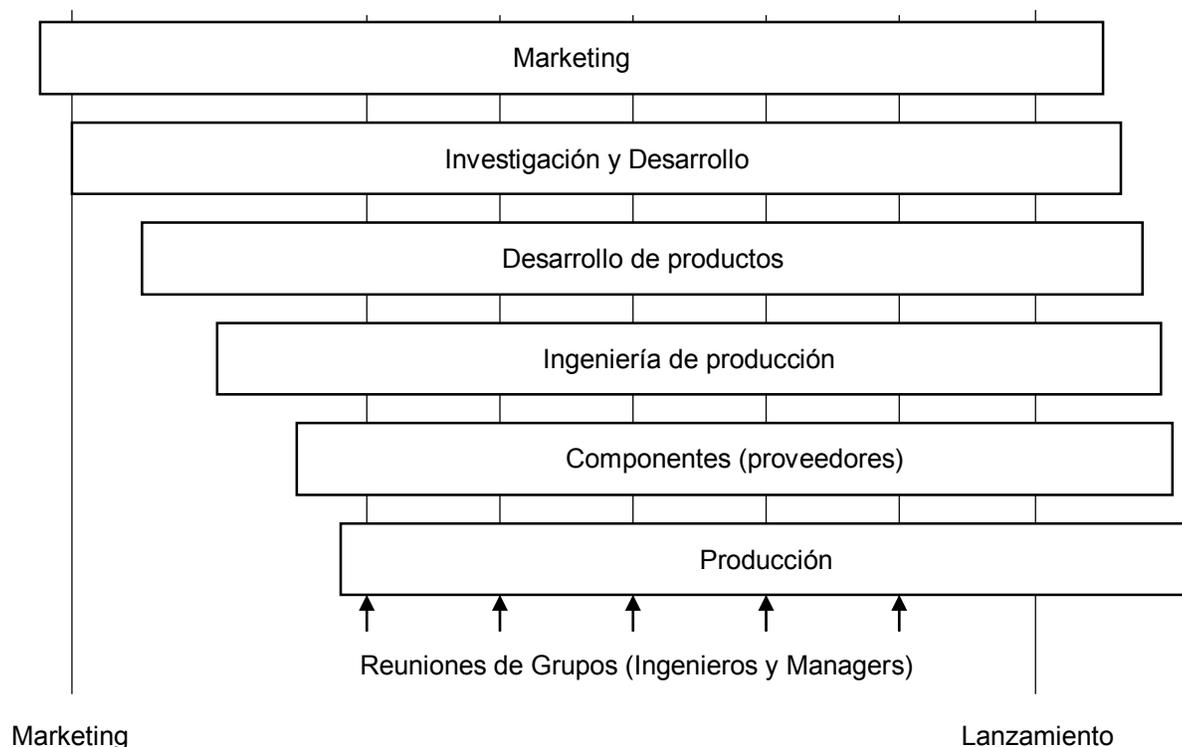 Marketing
Investigación y Desarrollo
Desarrollo de productos
Ingeniería de producción
Componentes (proveedores)
Producción
Reuniones de Grupos (Ingenieros y Managers)
Marketing
Lanzamiento